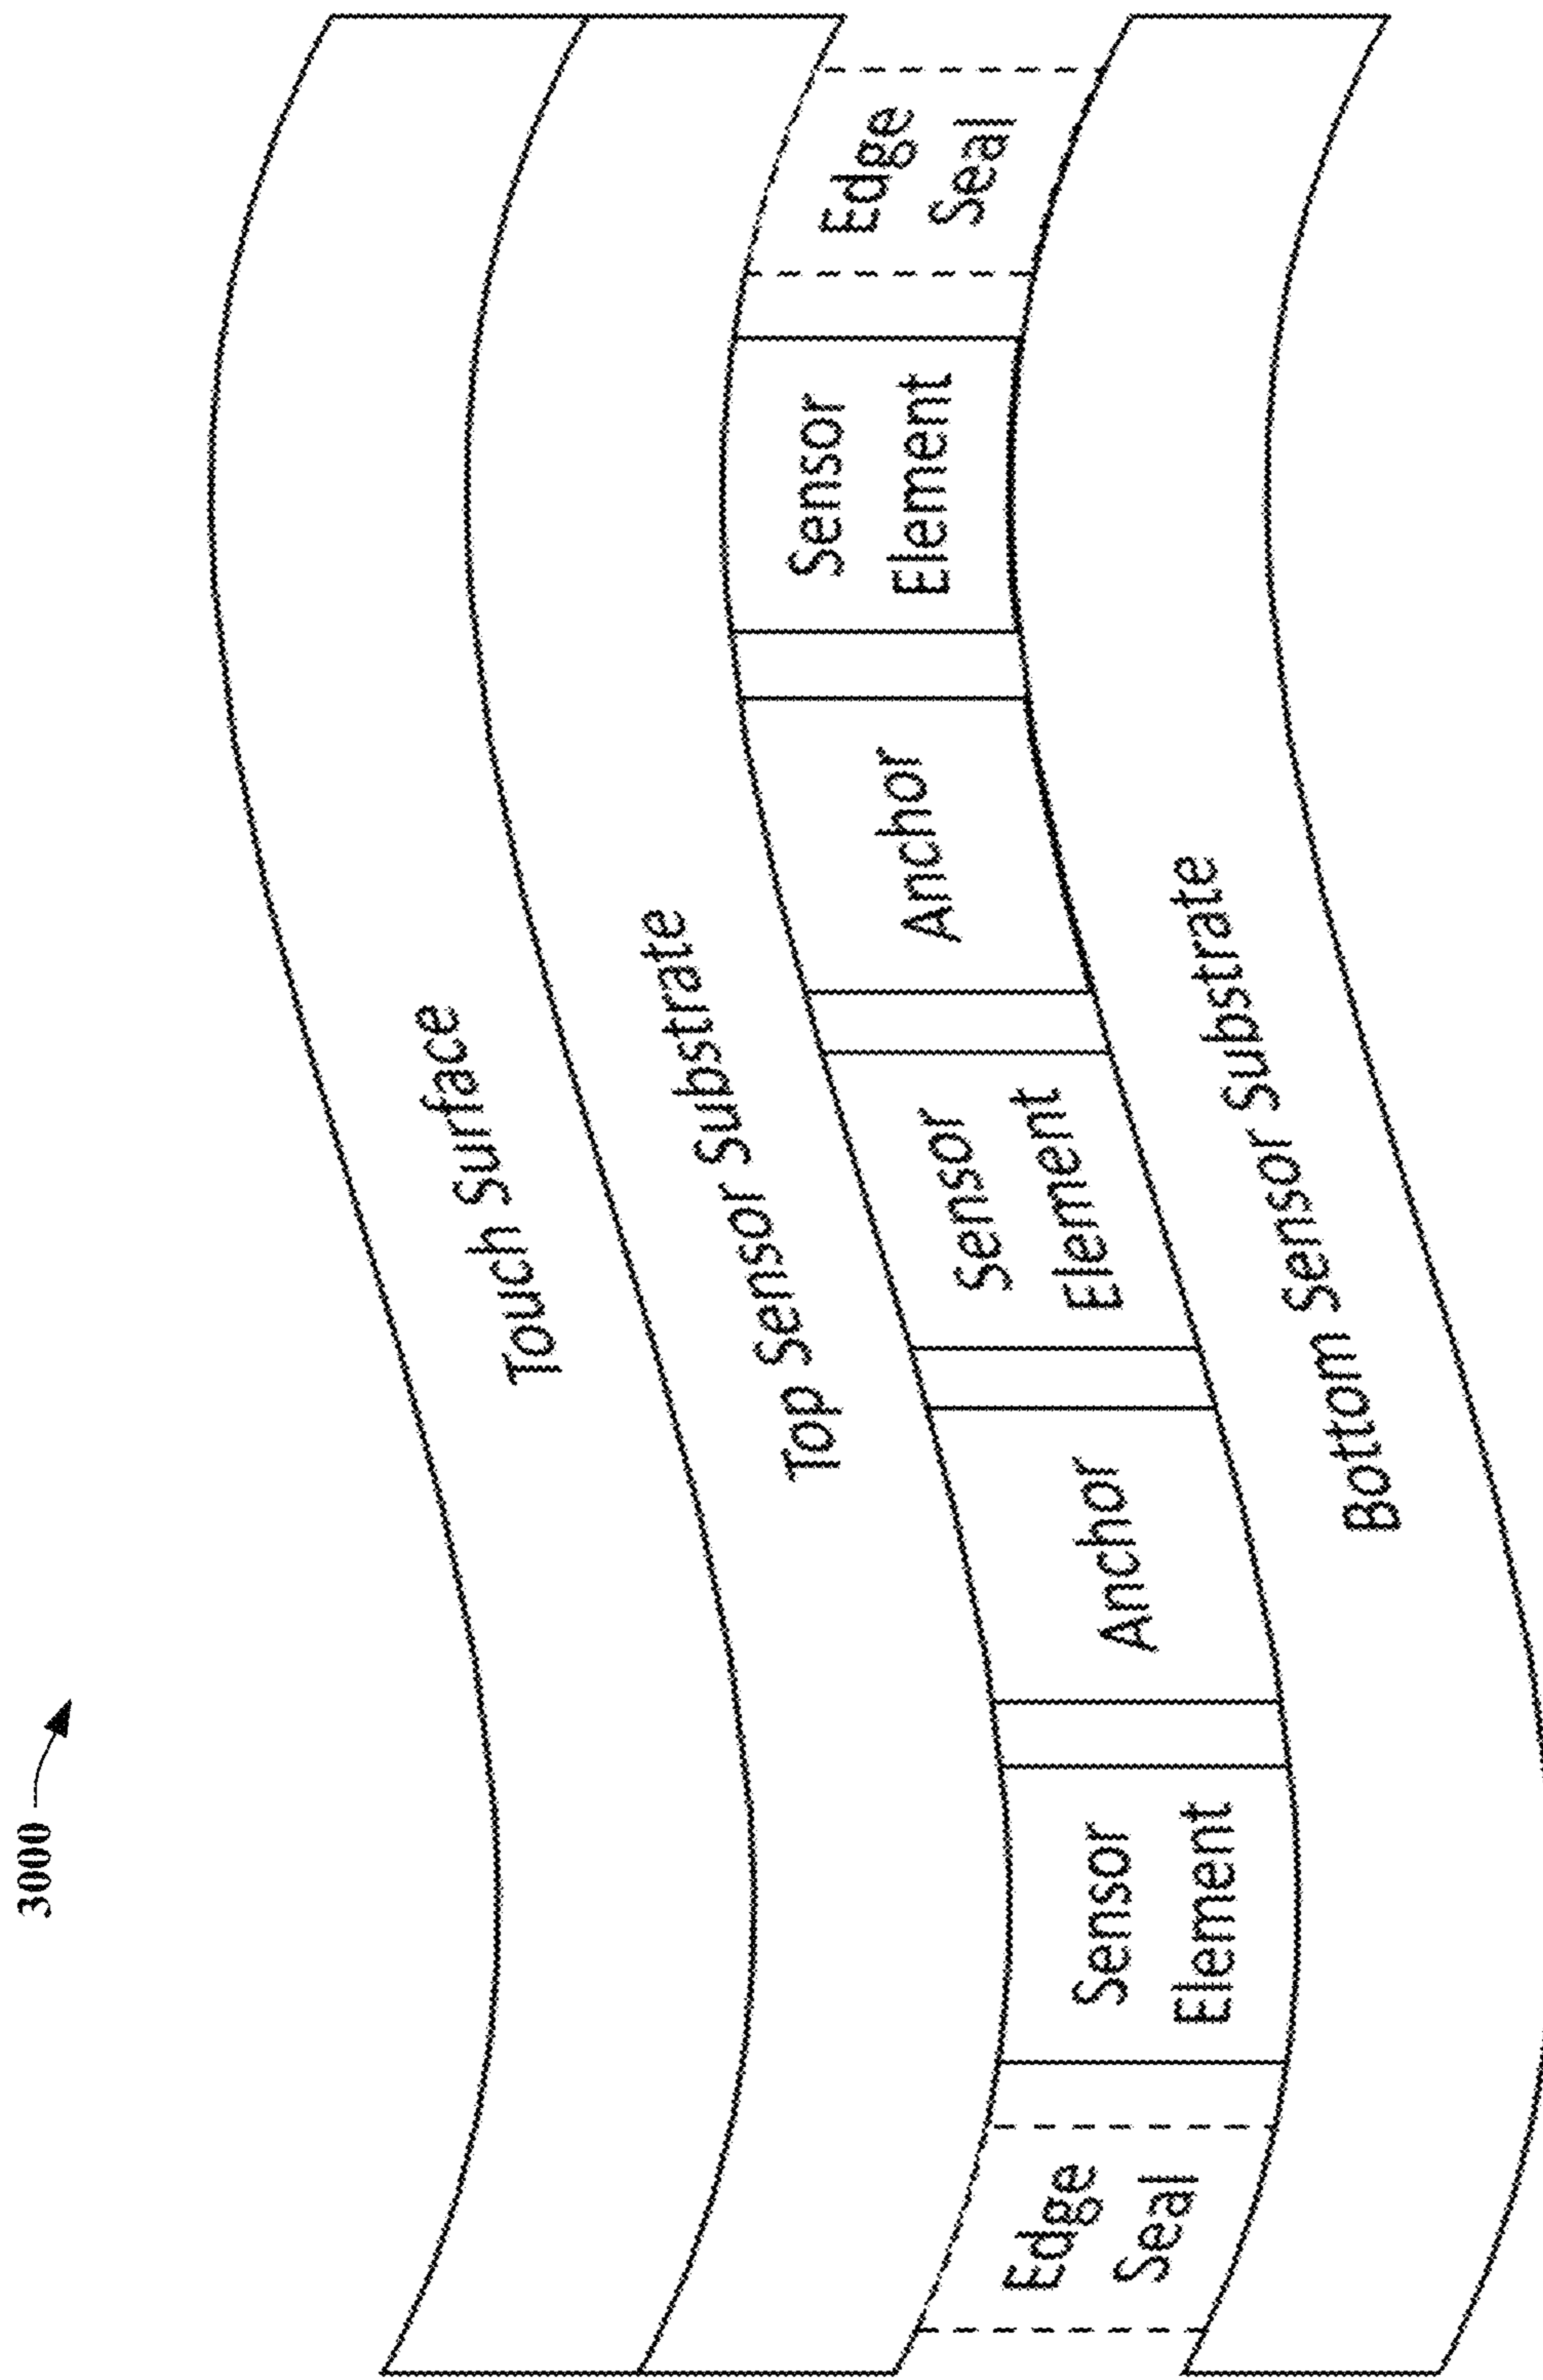 3000
Touch Surface
Top Sensor Substrate
Edge
Seal
Sensor
Element
Anchor
Sensor
Element
Anchor
Sensor
Element
Edge
Seal
Bottom Sensor Substrate